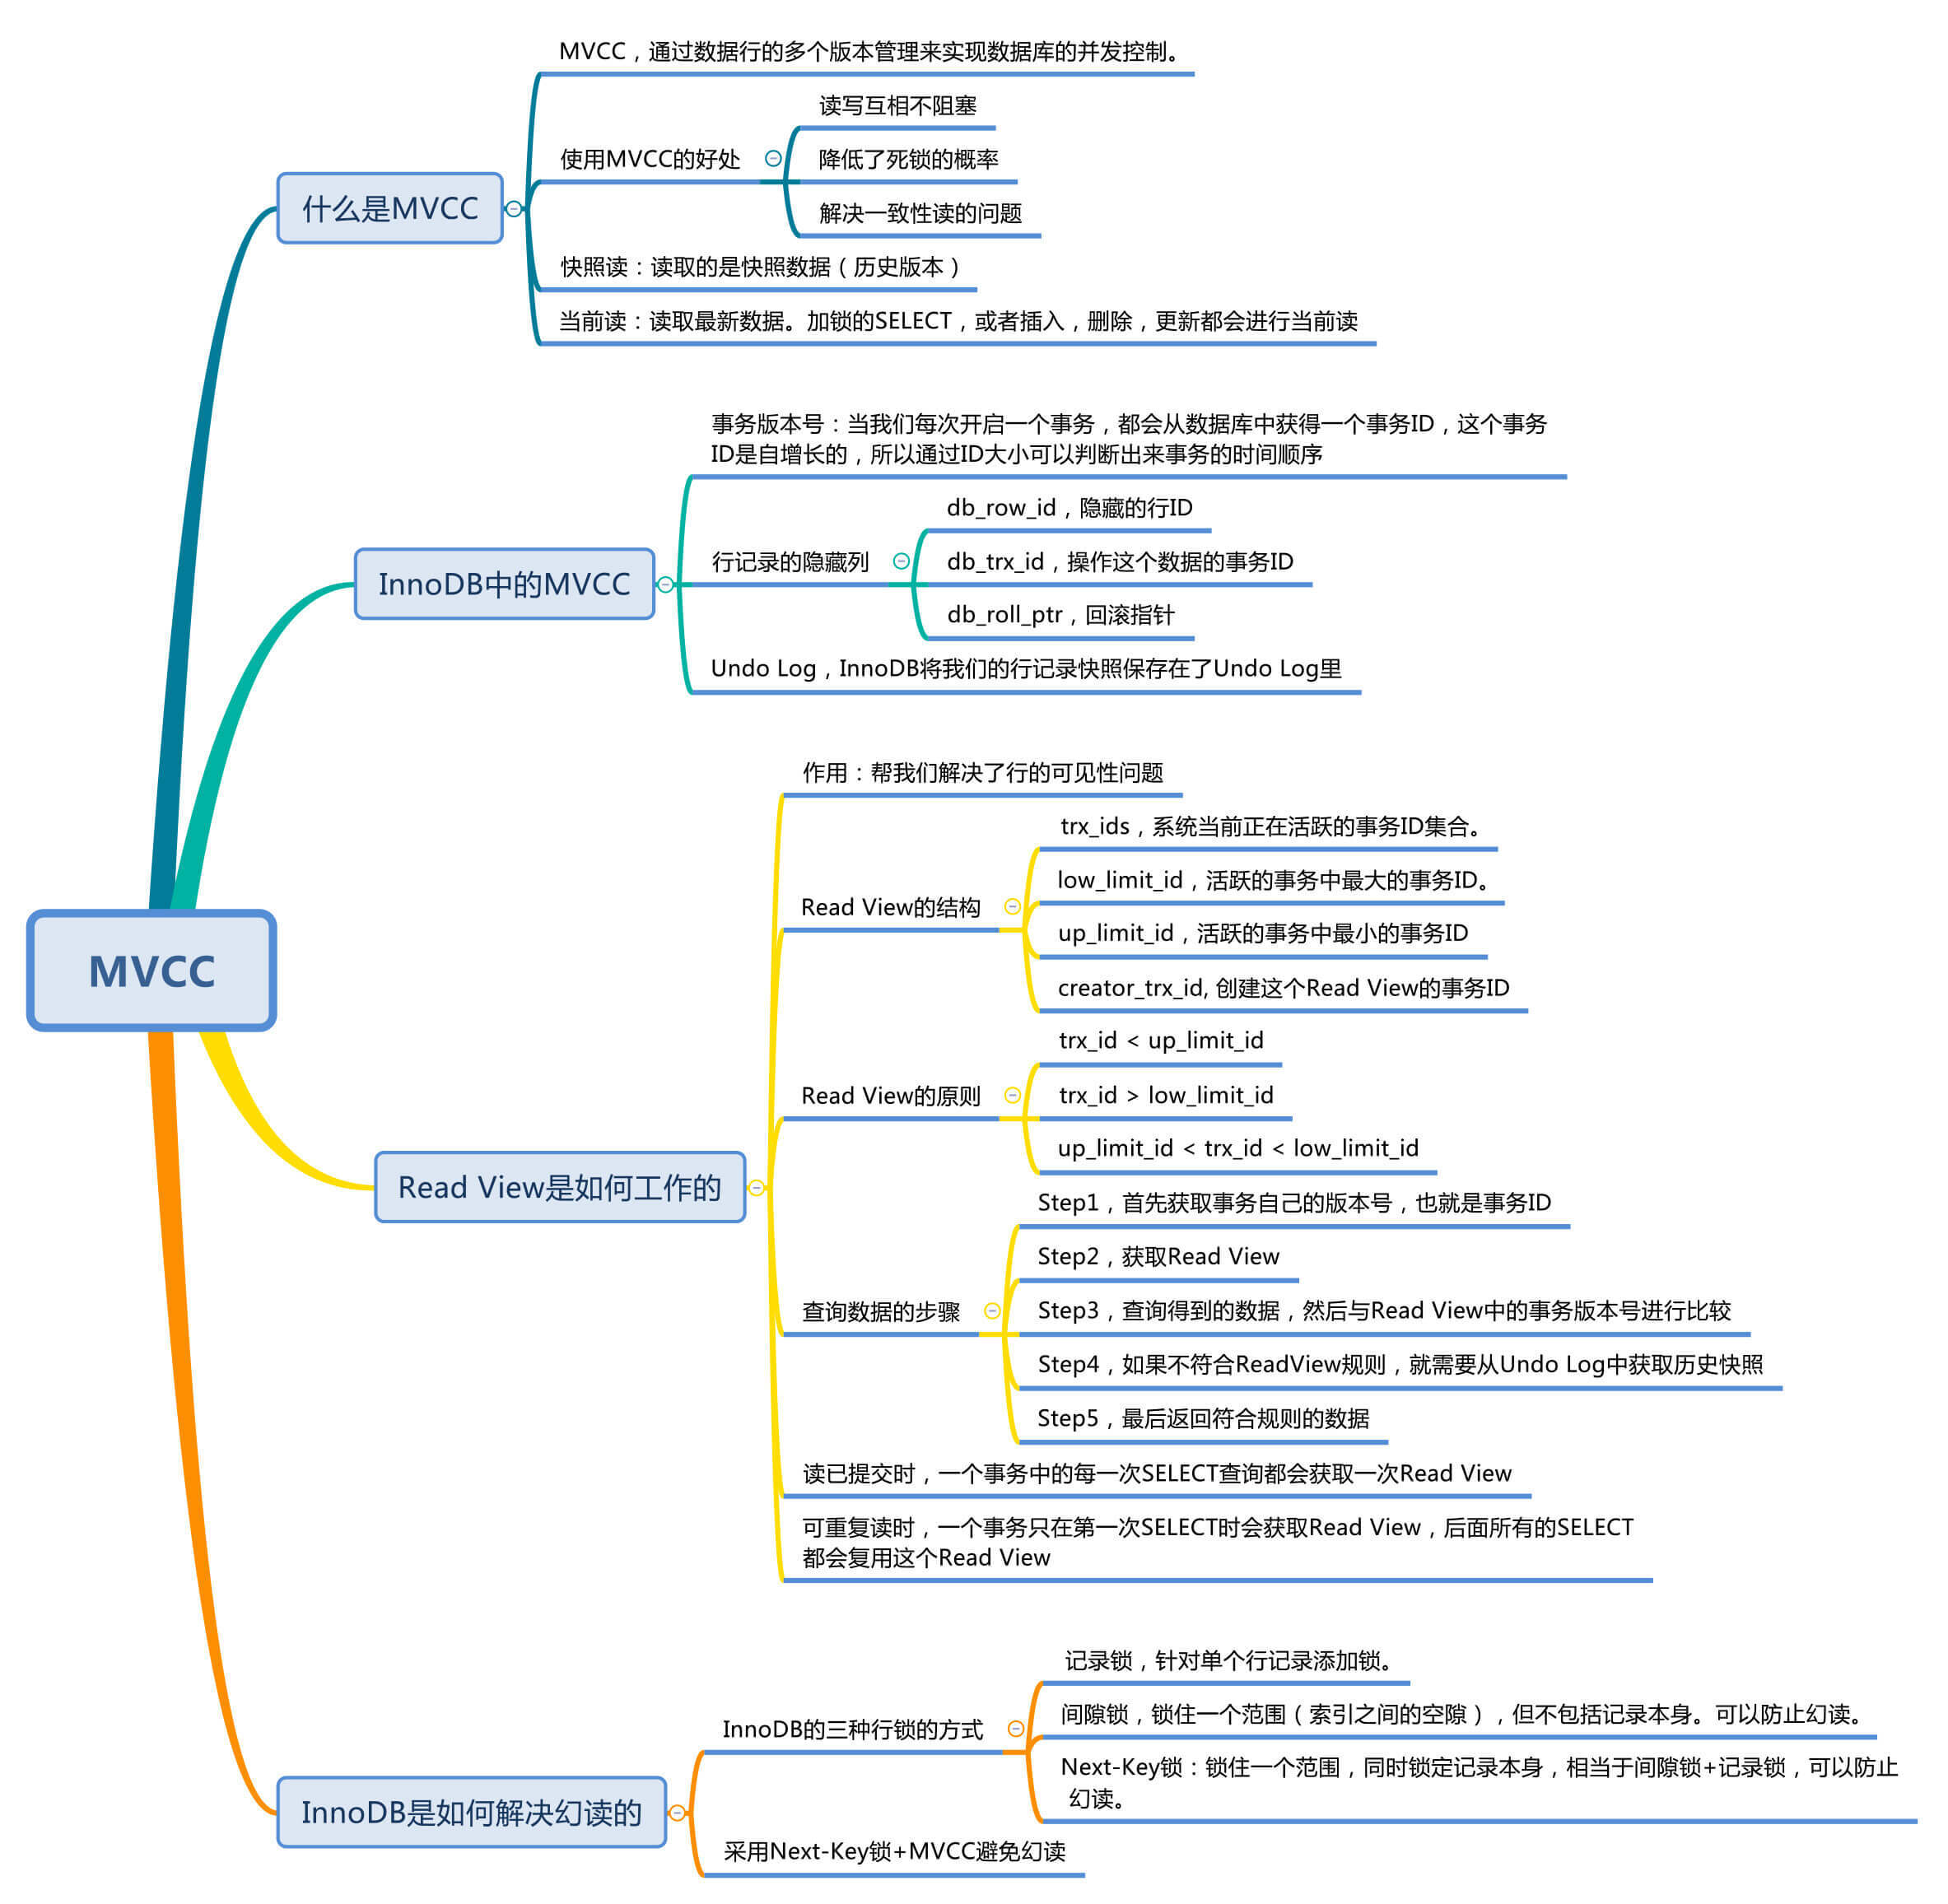 MVCC，通过数据行的多个版本管理来实现数据库的并发控制。
读写互相不阻塞
使用MVCC的好处
降低了死锁的概率
什么是MVCC
解决一致性读的问题
快照读：读取的是快照数据（历史版本）
当前读：读取最新数据。加锁的SELECT，或者插入，删除，更新都会进行当前读
事务版本号：当我们每次开启一个事务，都会从数据库中获得一个事务ID，这个事务
ID是自增长的，所以通过ID大小可以判断出来事务的时间顺序
db_row_id，隐藏的行ID
行记录的隐藏列
db_trx_id，操作这个数据的事务ID
InnoDB中的MVCC
db_roll_ptr，回滚指针
Undo Log，InnoDB将我们的行记录快照保存在了Undo Log里
作用：帮我们解决了行的可见性问题
trx_ids，系统当前正在活跃的事务ID集合。
low_limit_id，活跃的事务中最大的事务ID。
Read View的结构
up_limit_id，活跃的事务中最小的事务ID
MVCC
creator_trx_id, 创建这个Read View的事务ID
trx_id < up_limit_id
Read View的原则
trx_id > low_limit_id
up_limit_id < trx_id < low_limit_id
Read View是如何工作的
Step1，首先获取事务自己的版本号，也就是事务ID
Step2，获取Read View
查询数据的步骤
Step3，查询得到的数据，然后与Read View中的事务版本号进行比较
Step4，如果不符合ReadView规则，就需要从Undo Log中获取历史快照
Step5，最后返回符合规则的数据
读已提交时，一个事务中的每一次SELECT查询都会获取一次Read View
可重复读时，一个事务只在第一次SELECT时会获取Read View，后面所有的SELECT
都会复用这个Read View
记录锁，针对单个行记录添加锁。
InnoDB的三种行锁的方式
间隙锁，锁住一个范围（索引之间的空隙），但不包括记录本身。可以防止幻读。
Next-Key锁：锁住一个范围，同时锁定记录本身，相当于间隙锁+记录锁，可以防止
幻读。
InnoDB是如何解决幻读的
采用Next-Key锁+MVCC避免幻读